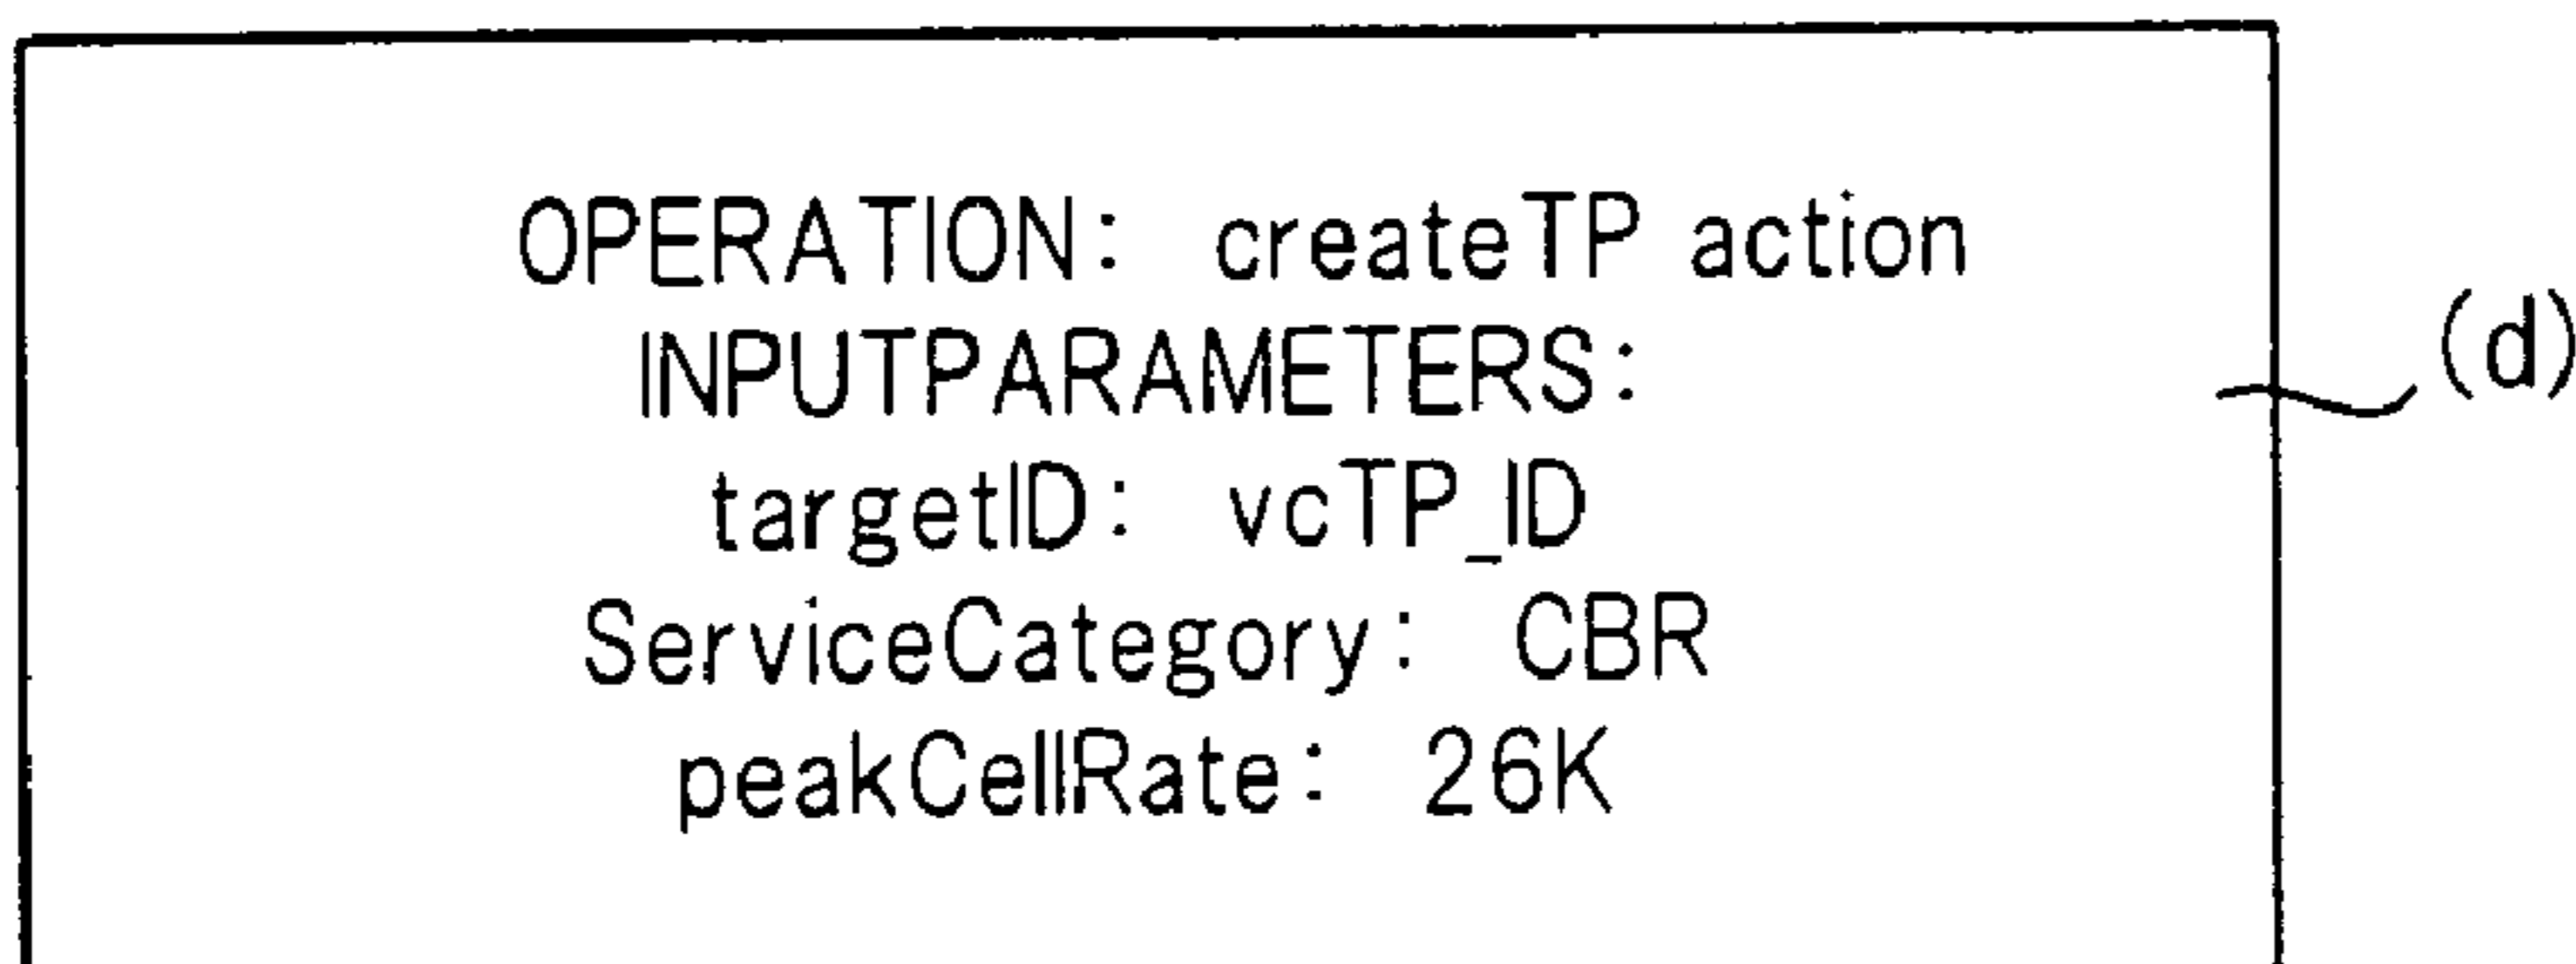 OPERATION: createTP action
INPUTPARAMETERS:
(d)
targetID: vcTP_ID
ServiceCategory: CBR
peakCellRate: 26K